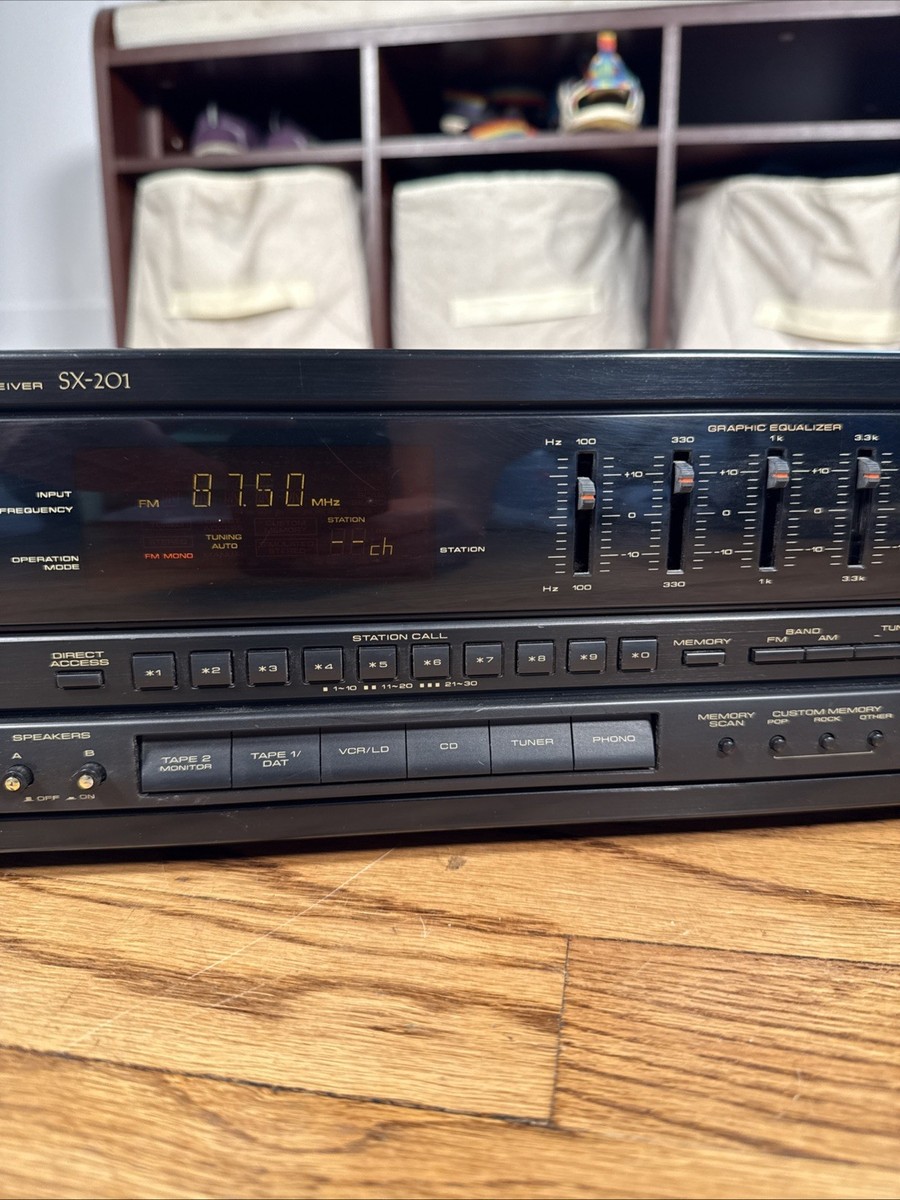 EIVER SX-201
GRAPHIC EQUALIZER
Hz 100 330 1k 3.3k
+10 +10 +10
0 0 0
-10 -10 -10
Hz 100 330 1k 3.3k
INPUT
FREQUENCY
FM 87.50 MHz
STATION
TUNING
AUTO
--ch
FM MONO
OPERATION
MODE
STATION
STATION CALL
DIRECT
ACCESS
*1 *2 *3 *4 *5 *6 *7 *8 *9 *0
1~10 11~20 21~30
MEMORY
BAND
FM AM
TUN
SPEAKERS
A B
OFF ON
TAPE 2
MONITOR
TAPE 1/
DAT
VCR/LD
CD
TUNER
PHONO
MEMORY
SCAN
CUSTOM MEMORY
POP ROCK OTHER